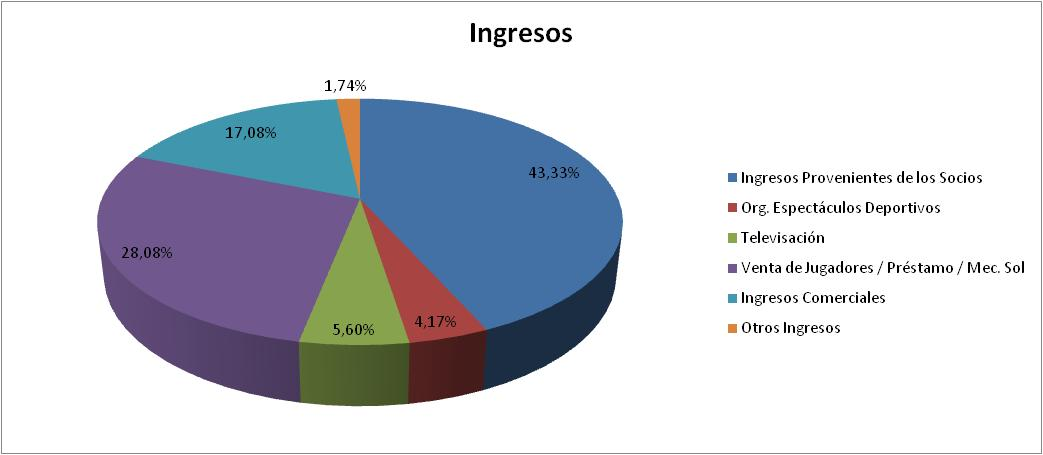 Ingresos
1,74%
17,08%
43,33%
28,08%
5,60%
4,17%
Ingresos Provenientes de los Socios
Org. Espectáculos Deportivos
Televisación
Venta de Jugadores / Préstamo / Mec. Sol
Ingresos Comerciales
Otros Ingresos